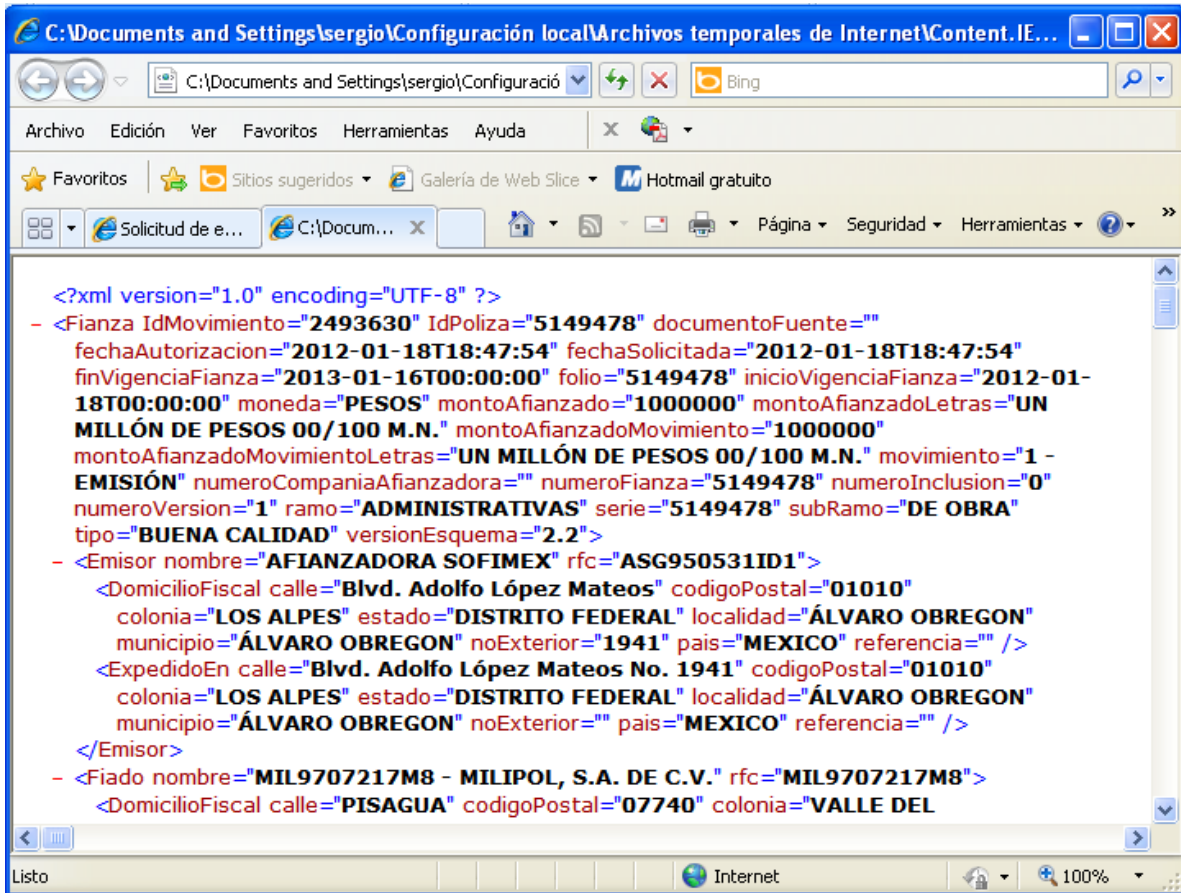 C:\Documents and Settings\sergio\Configuración local\Archivos temporales de Internet\Content.IE...
C:\Documents and Settings\sergio\Configuració
Bing
Archivo Edición Ver Favoritos Herramientas Ayuda
Favoritos Sitios sugeridos Galería de Web Slice Hotmail gratuito
Solicitud de e... C:\Docum... Página Seguridad Herramientas
<?xml version="1.0" encoding="UTF-8" ?>
- <Fianza IdMovimiento="2493630" IdPoliza="5149478" documentoFuente=""
fechaAutorizacion="2012-01-18T18:47:54" fechaSolicitada="2012-01-18T18:47:54"
finVigenciaFianza="2013-01-16T00:00:00" folio="5149478" inicioVigenciaFianza="2012-01-
18T00:00:00" moneda="PESOS" montoAfianzado="1000000" montoAfianzadoLetras="UN
MILLÓN DE PESOS 00/100 M.N." montoAfianzadoMovimiento="1000000"
montoAfianzadoMovimientoLetras="UN MILLÓN DE PESOS 00/100 M.N." movimiento="1 -
EMISIÓN" numeroCompaniaAfianzadora="" numeroFianza="5149478" numeroInclusion="0"
numeroVersion="1" ramo="ADMINISTRATIVAS" serie="5149478" subRamo="DE OBRA"
tipo="BUENA CALIDAD" versionEsquema="2.2">
- <Emisor nombre="AFIANZADORA SOFIMEX" rfc="ASG950531ID1">
<DomicilioFiscal calle="Blvd. Adolfo López Mateos" codigoPostal="01010"
colonia="LOS ALPES" estado="DISTRITO FEDERAL" localidad="ÁLVARO OBREGON"
municipio="ÁLVARO OBREGON" noExterior="1941" pais="MEXICO" referencia="" />
<ExpedidoEn calle="Blvd. Adolfo López Mateos No. 1941" codigoPostal="01010"
colonia="LOS ALPES" estado="DISTRITO FEDERAL" localidad="ÁLVARO OBREGON"
municipio="ÁLVARO OBREGON" noExterior="" pais="MEXICO" referencia="" />
</Emisor>
- <Fiado nombre="MIL9707217M8 - MILIPOL, S.A. DE C.V." rfc="MIL9707217M8">
<DomicilioFiscal calle="PISAGUA" codigoPostal="07740" colonia="VALLE DEL
Listo Internet 100%